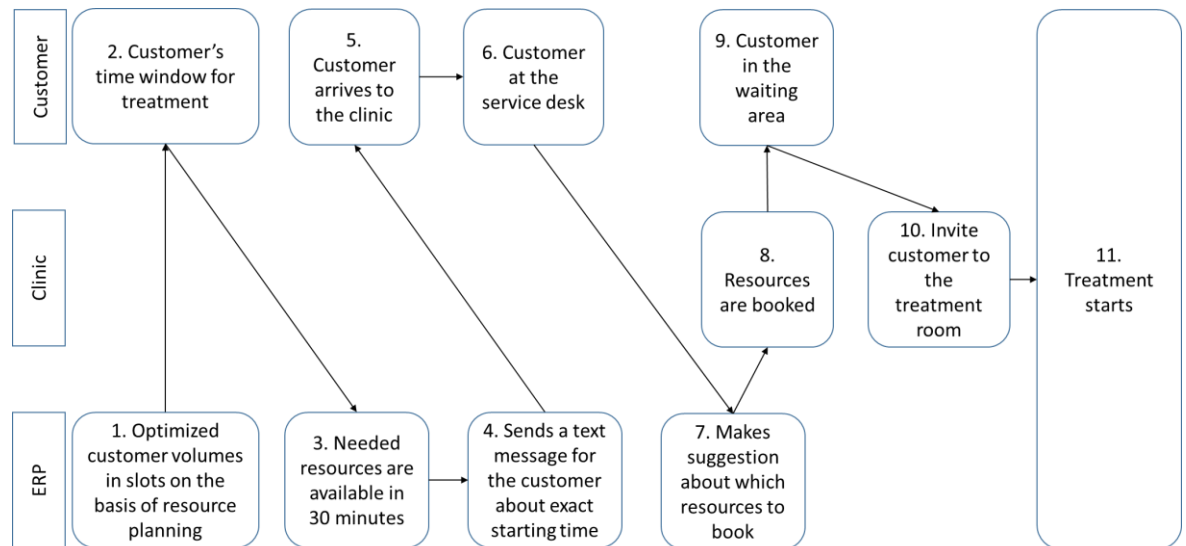 Customer
2. Customer's
time window for
treatment
5.
Customer
arrives to
the clinic
6. Customer
at the
service desk
9. Customer
in the
waiting
area
Clinic
8.
Resources
are booked
10. Invite
customer to
the
treatment
room
11.
Treatment
starts
ERP
1. Optimized
customer volumes
in slots on the
basis of resource
planning
3. Needed
resources are
available in
30 minutes
4. Sends a text
message for
the customer
about exact
starting time
7. Makes
suggestion
about which
resources to
book